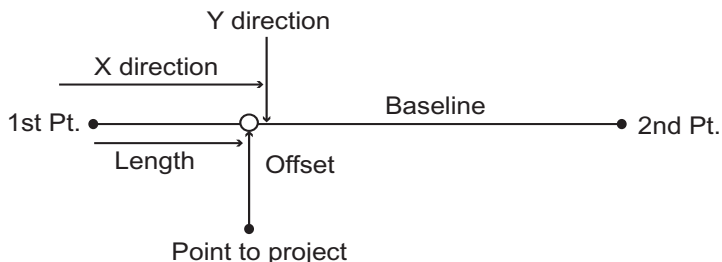 Y direction
X direction
Baseline
1st Pt.
2nd Pt.
Length
Offset
Point to project